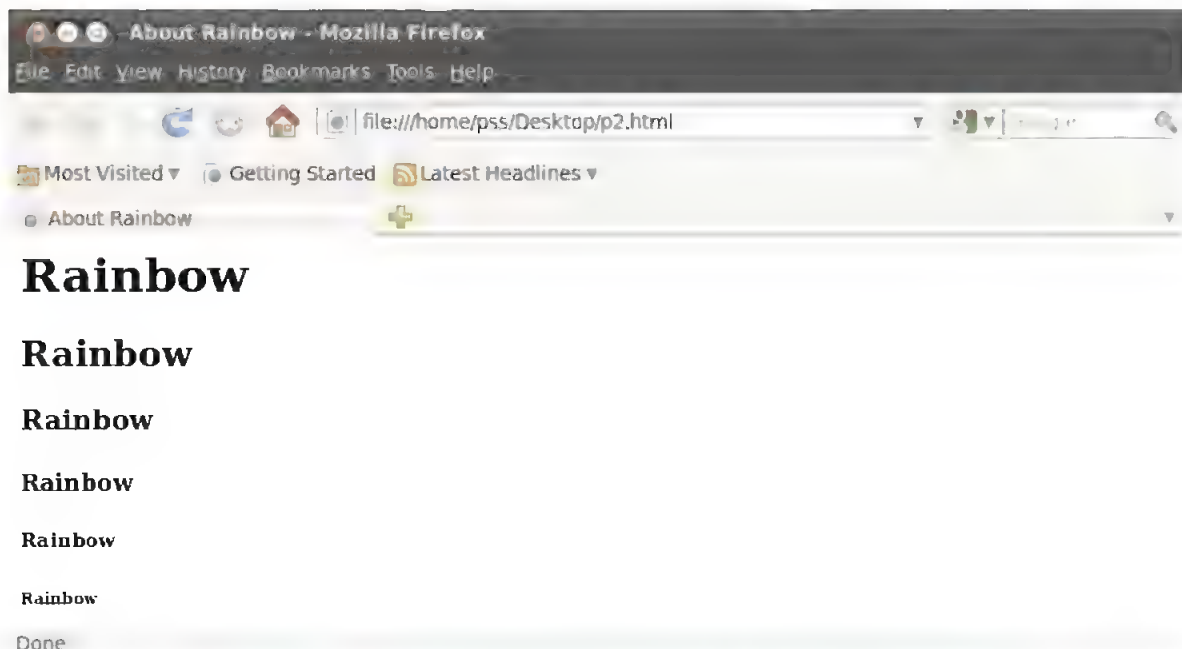 About Rainbow - Mozilla Firefox
File Edit View History Bookmarks Tools Help
file:///home/pss/Desktop/p2.html
Most Visited Getting Started Latest Headlines
About Rainbow
Rainbow
Rainbow
Rainbow
Rainbow
Rainbow
Rainbow
Done